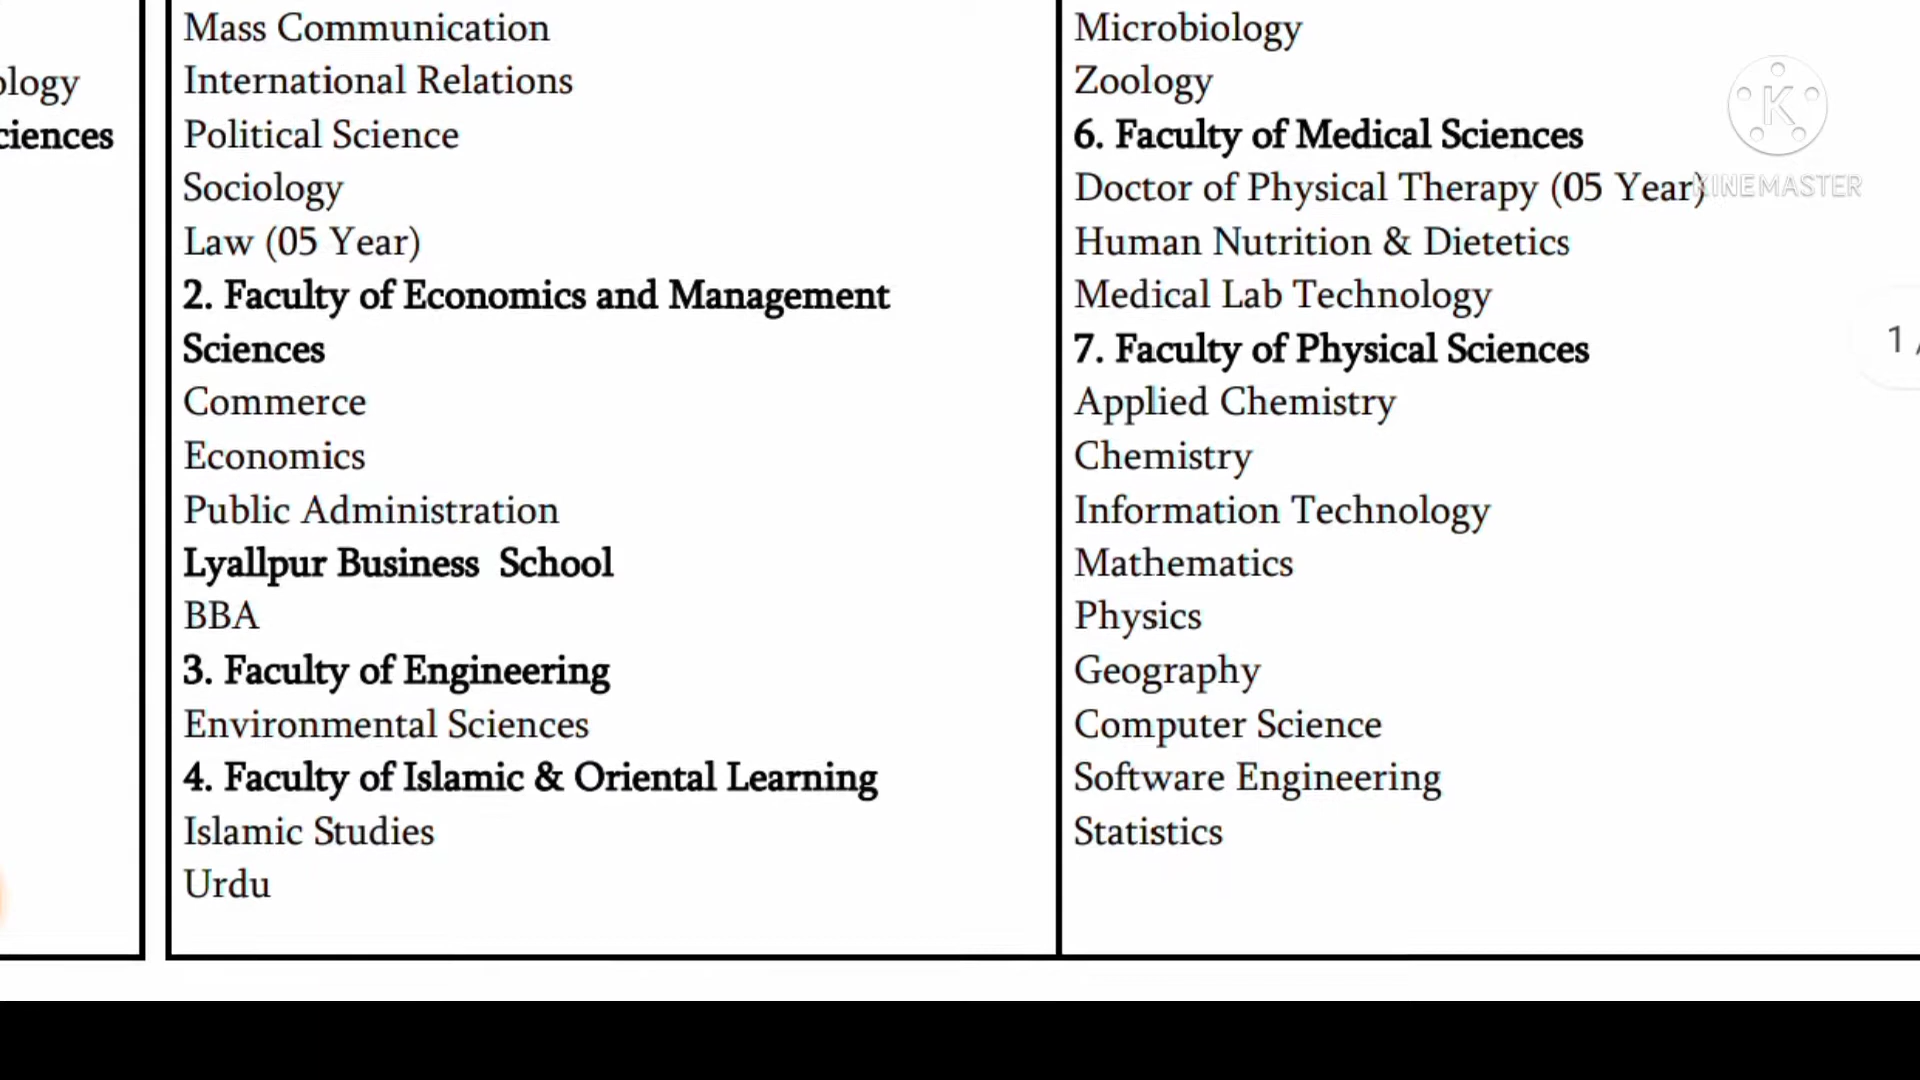 ology
ciences
Mass Communication
International Relations
Political Science
Sociology
Law (05 Year)
2. Faculty of Economics and Management
Sciences
Commerce
Economics
Public Administration
Lyallpur Business School
BBA
3. Faculty of Engineering
Environmental Sciences
4. Faculty of Islamic & Oriental Learning
Islamic Studies
Urdu
Microbiology
Zoology
6. Faculty of Medical Sciences
Doctor of Physical Therapy (05 Year)
Human Nutrition & Dietetics
Medical Lab Technology
7. Faculty of Physical Sciences
Applied Chemistry
Chemistry
Information Technology
Mathematics
Physics
Geography
Computer Science
Software Engineering
Statistics
K
KINEMASTER
1 /